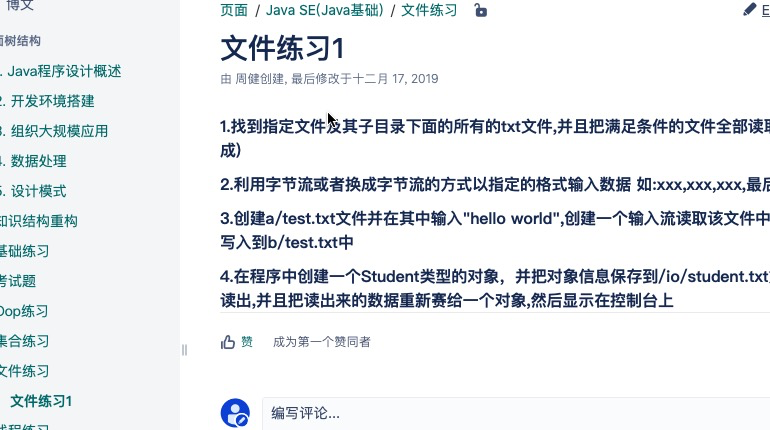 博文
页面 / Java SE(Java基础) / 文件练习
面树结构
文件练习1
由 周健创建, 最后修改于十二月 17, 2019
. Java程序设计概述
2. 开发环境搭建
3. 组织大规模应用
4. 数据处理
5. 设计模式
知识结构重构
基础练习
考试题
Oop练习
集合练习
文件练习
文件练习1
1.找到指定文件及其子目录下面的所有的txt文件,并且把满足条件的文件全部读取
成)
2.利用字节流或者换成字节流的方式以指定的格式输入数据 如:xxx,xxx,xxx,最后
3.创建a/test.txt文件并在其中输入"hello world",创建一个输入流读取该文件中
写入到b/test.txt中
4.在程序中创建一个Student类型的对象，并把对象信息保存到/io/student.txt
读出,并且把读出来的数据重新赛给一个对象,然后显示在控制台上
赞 成为第一个赞同者
编写评论...